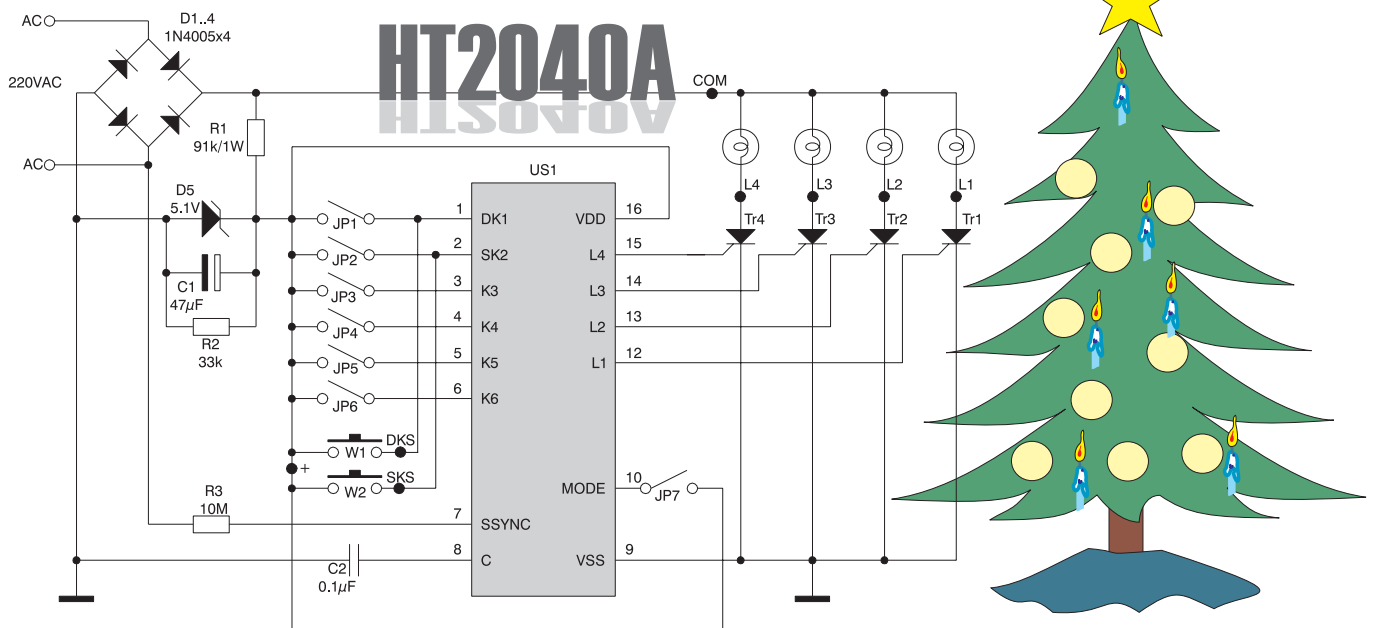 HT2040A
AC
D1..4
1N4005x4
220VAC
AC
R1
91k/1W
COM
D5
5.1V
C1
47µF
R2
33k
R3
10M
C2
0.1µF
US1
JP1
JP2
JP3
JP4
JP5
JP6
W1
DKS
+
W2
SKS
1
DK1
2
SK2
3
K3
4
K4
5
K5
6
K6
7
SSYNC
8
C
VDD
16
L4
15
L3
14
L2
13
L1
12
MODE
10
JP7
VSS
9
L4
L3
L2
L1
Tr4
Tr3
Tr2
Tr1